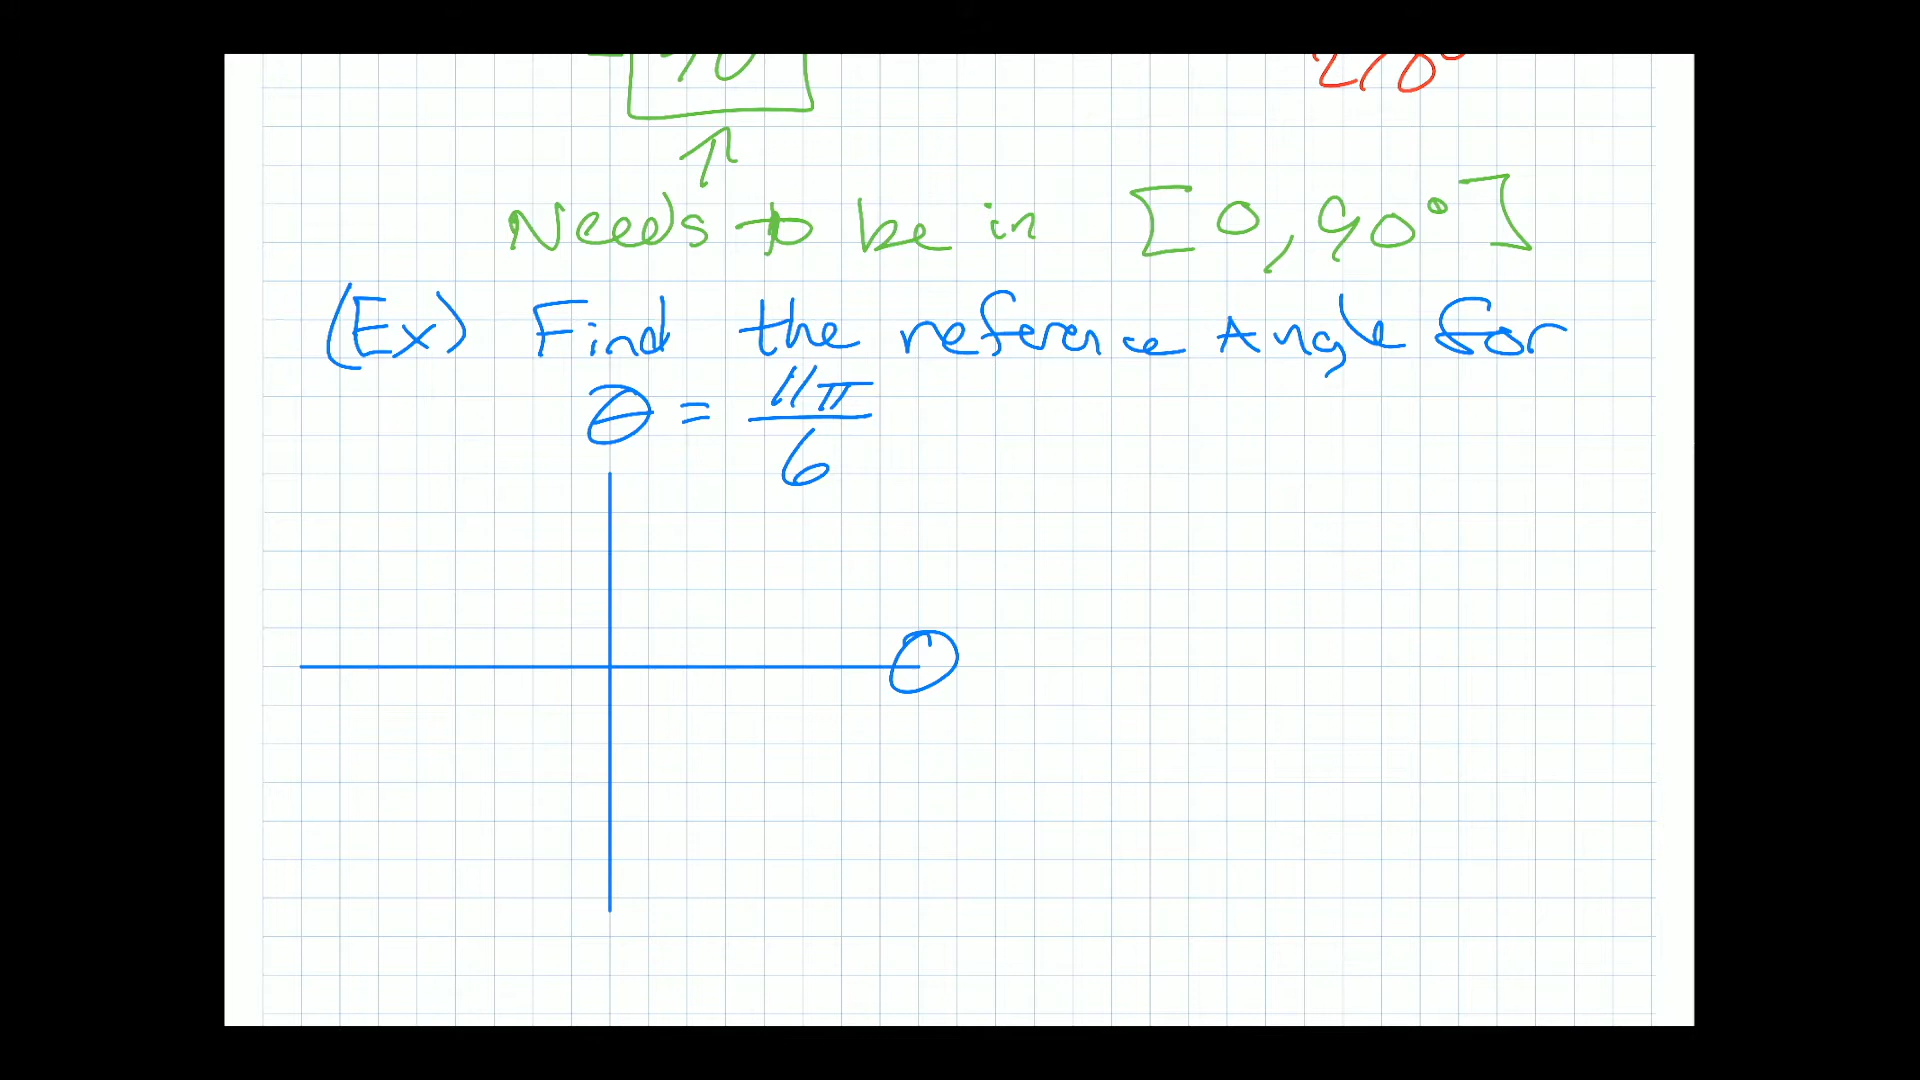 Needs to be in [0, 90°]
(Ex) Find the reference Angle for
θ = 11π/6
0